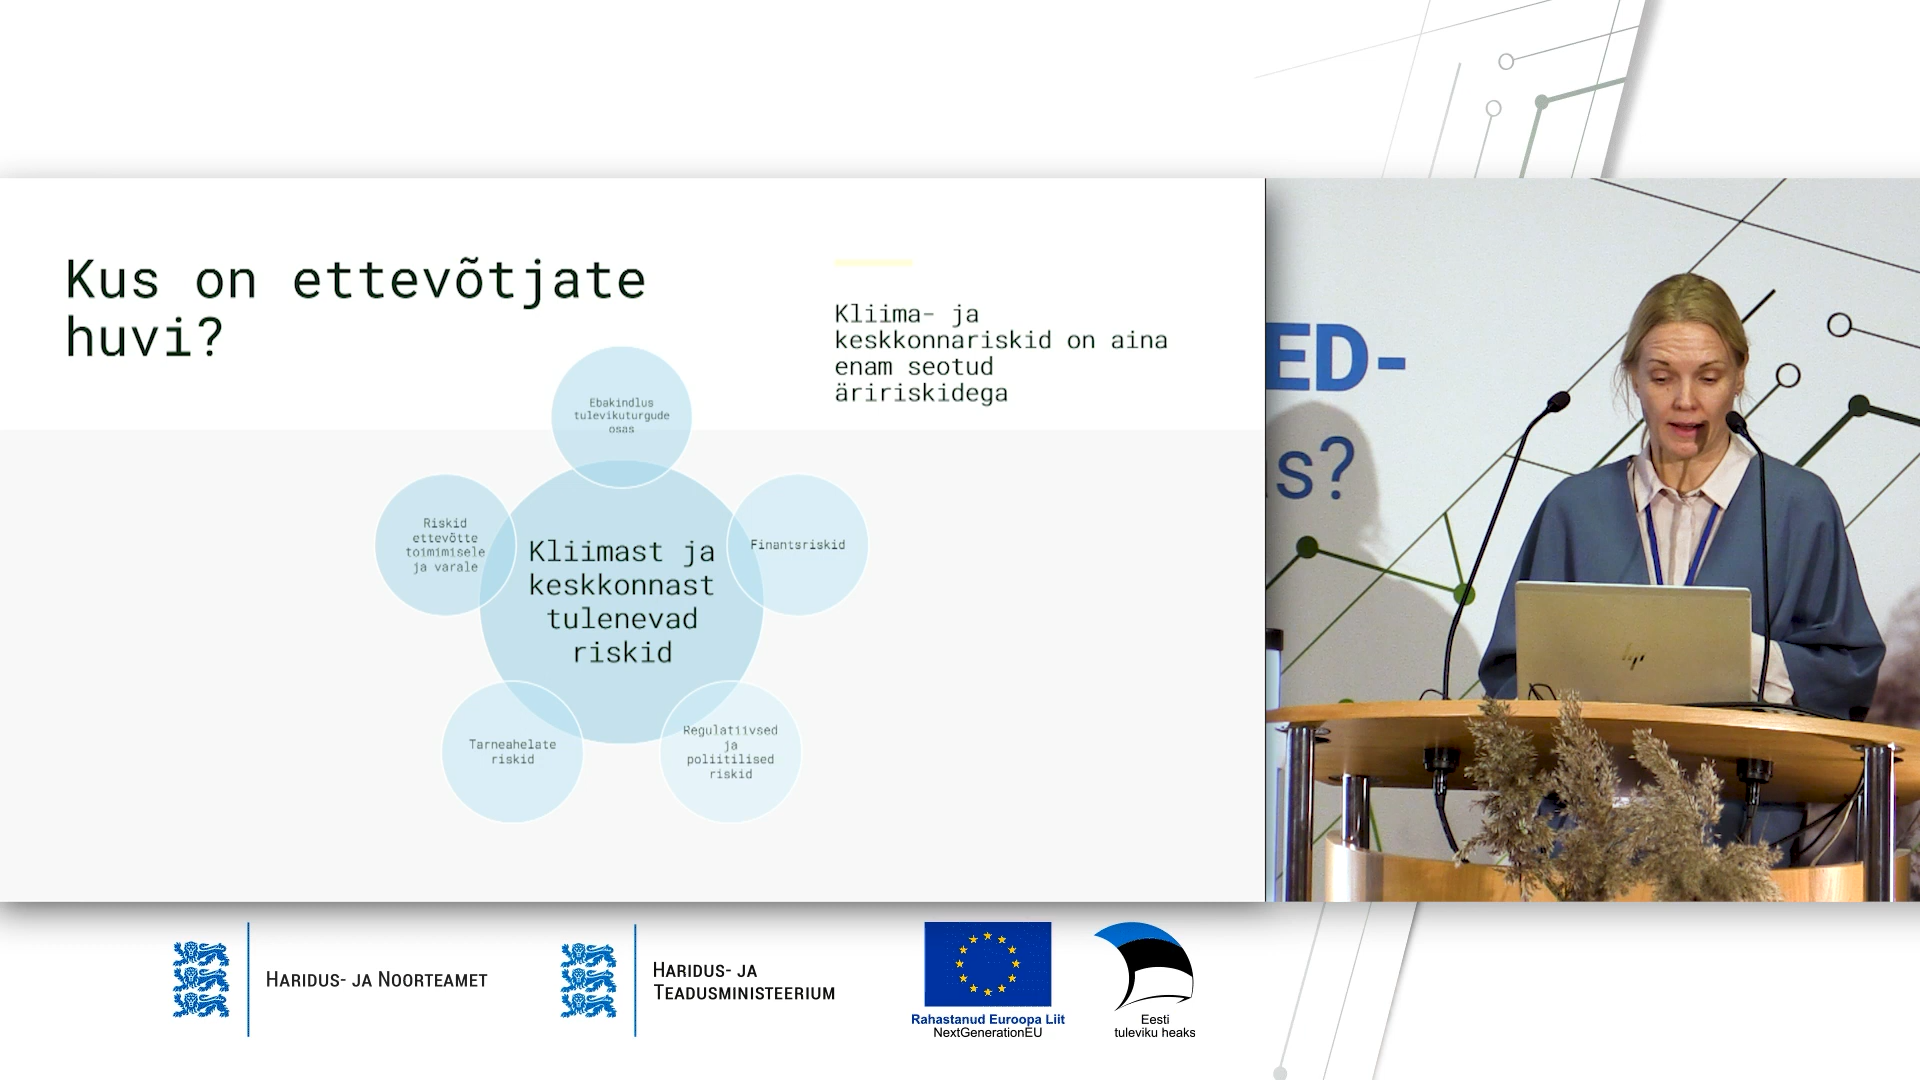 Kus on ettevõtjate
huvi?
Kliima- ja
keskkonnariskid on aina
enam seotud
äririskidega
Ebakindlus
tulevikuturgude
osas
Riskid
ettevõtte
toimimisele
ja varale
Kliimast ja
keskkonnast
tulenevad
riskid
Finantsriskid
Tarneahelate
riskid
Regulatiivsed
ja
poliitilised
riskid
ED-
s?
hp
HARIDUS- JA NOORTEAMET
HARIDUS- JA
TEADUSMINISTEERIUM
Rahastanud Euroopa Liit
NextGenerationEU
Eesti
tuleviku heaks